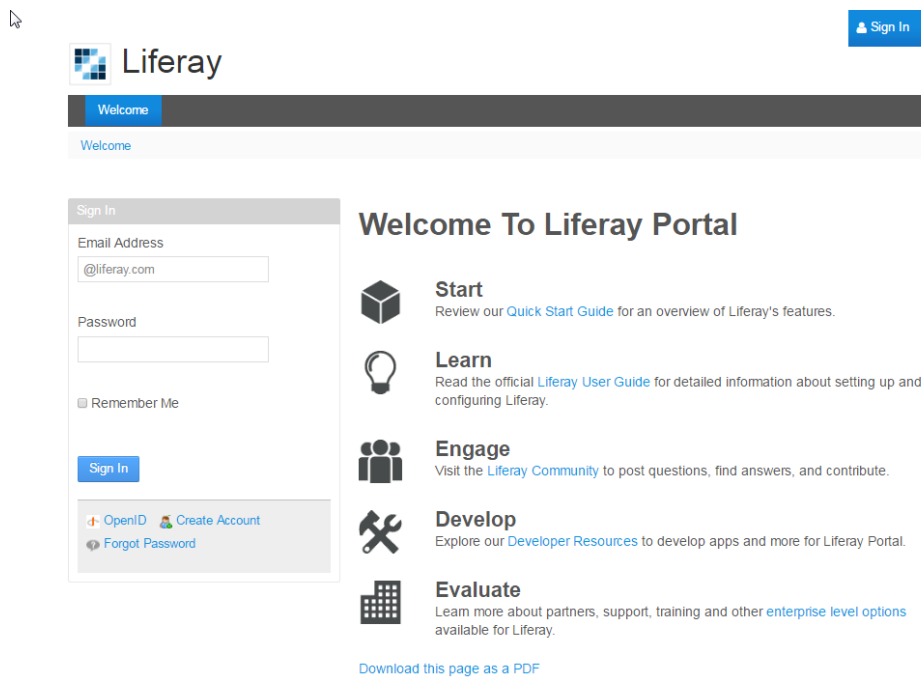 Sign In
Liferay
Welcome
Welcome
Sign In
Email Address
@liferay.com
Password
Remember Me
Sign In
OpenID Create Account
Forgot Password
Welcome To Liferay Portal
Start
Review our Quick Start Guide for an overview of Liferay's features.
Learn
Read the official Liferay User Guide for detailed information about setting up and
configuring Liferay.
Engage
Visit the Liferay Community to post questions, find answers, and contribute.
Develop
Explore our Developer Resources to develop apps and more for Liferay Portal.
Evaluate
Learn more about partners, support, training and other enterprise level options
available for Liferay.
Download this page as a PDF